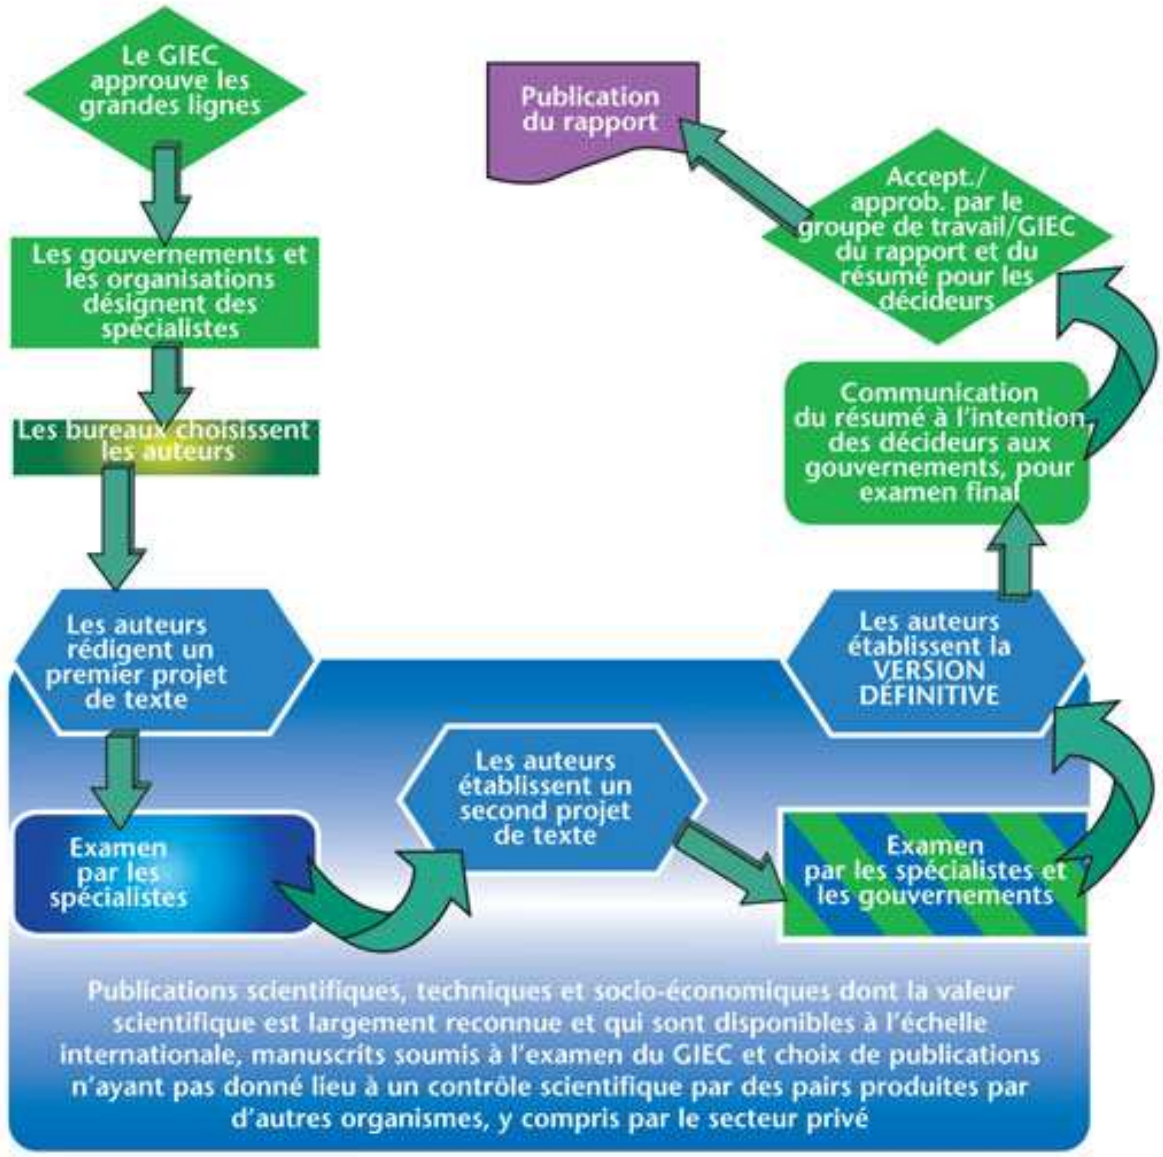 Le GIEC
approuve les
grandes lignes
Les gouvernements et
les organisations
désignent des
spécialistes
Les bureaux choisissent
les auteurs
Les auteurs
rédigent un
premier projet
de texte
Examen
par les
spécialistes
Les auteurs
établissent un
second projet
de texte
Examen
par les spécialistes et
les gouvernements
Les auteurs
établissent la
VERSION
DÉFINITIVE
Communication
du résumé à l'intention
des décideurs aux
gouvernements, pour
examen final
Accept./
approb. par le
groupe de travail/GIEC
du rapport et du
résumé pour les
décideurs
Publication
du rapport
Publications scientifiques, techniques et socio-économiques dont la valeur
scientifique est largement reconnue et qui sont disponibles à l'échelle
internationale, manuscrits soumis à l'examen du GIEC et choix de publications
n'ayant pas donné lieu à un contrôle scientifique par des pairs produites par
d'autres organismes, y compris par le secteur privé